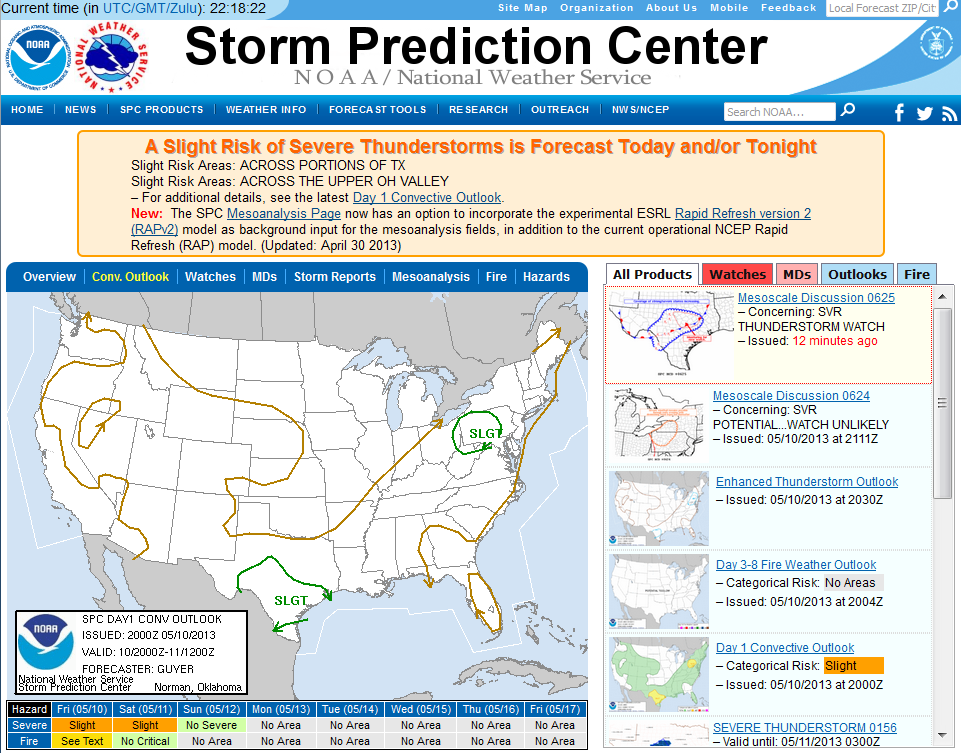 Current time (in UTC/GMT/Zulu): 22:18:22
Site Map Organization About Us Mobile Feedback Local Forecast ZIP/Cit
NOAA
Storm Prediction Center
NOAA / National Weather Service
HOME NEWS SPC PRODUCTS WEATHER INFO FORECAST TOOLS RESEARCH OUTREACH NWS/NCEP Search NOAA...
A Slight Risk of Severe Thunderstorms is Forecast Today and/or Tonight
Slight Risk Areas: ACROSS PORTIONS OF TX
Slight Risk Areas: ACROSS THE UPPER OH VALLEY
– For additional details, see the latest Day 1 Convective Outlook.
New: The SPC Mesoanalysis Page now has an option to incorporate the experimental ESRL Rapid Refresh version 2
(RAPv2) model as background input for the mesoanalysis fields, in addition to the current operational NCEP Rapid
Refresh (RAP) model. (Updated: April 30 2013)
Overview Conv. Outlook Watches MDs Storm Reports Mesoanalysis Fire Hazards
SLGT
SLGT
NOAA
SPC DAY1 CONV OUTLOOK
ISSUED: 2000Z 05/10/2013
VALID: 10/2000Z-11/1200Z
FORECASTER: GUYER
National Weather Service
Storm Prediction Center Norman, Oklahoma
Hazard Fri (05/10) Sat (05/11) Sun (05/12) Mon (05/13) Tue (05/14) Wed (05/15) Thu (05/16) Fri (05/17)
Severe Slight Slight No Severe No Area No Area No Area No Area No Area
Fire See Text No Critical No Area No Area No Area No Area No Area No Area
All Products Watches MDs Outlooks Fire
Mesoscale Discussion 0625
– Concerning: SVR
THUNDERSTORM WATCH
– Issued: 12 minutes ago
Mesoscale Discussion 0624
– Concerning: SVR
POTENTIAL...WATCH UNLIKELY
– Issued: 05/10/2013 at 2111Z
Enhanced Thunderstorm Outlook
– Issued: 05/10/2013 at 2030Z
Day 3-8 Fire Weather Outlook
– Categorical Risk: No Areas
– Issued: 05/10/2013 at 2004Z
Day 1 Convective Outlook
– Categorical Risk: Slight
– Issued: 05/10/2013 at 2000Z
SEVERE THUNDERSTORM 0156
– Valid until: 05/11/2013 0300Z